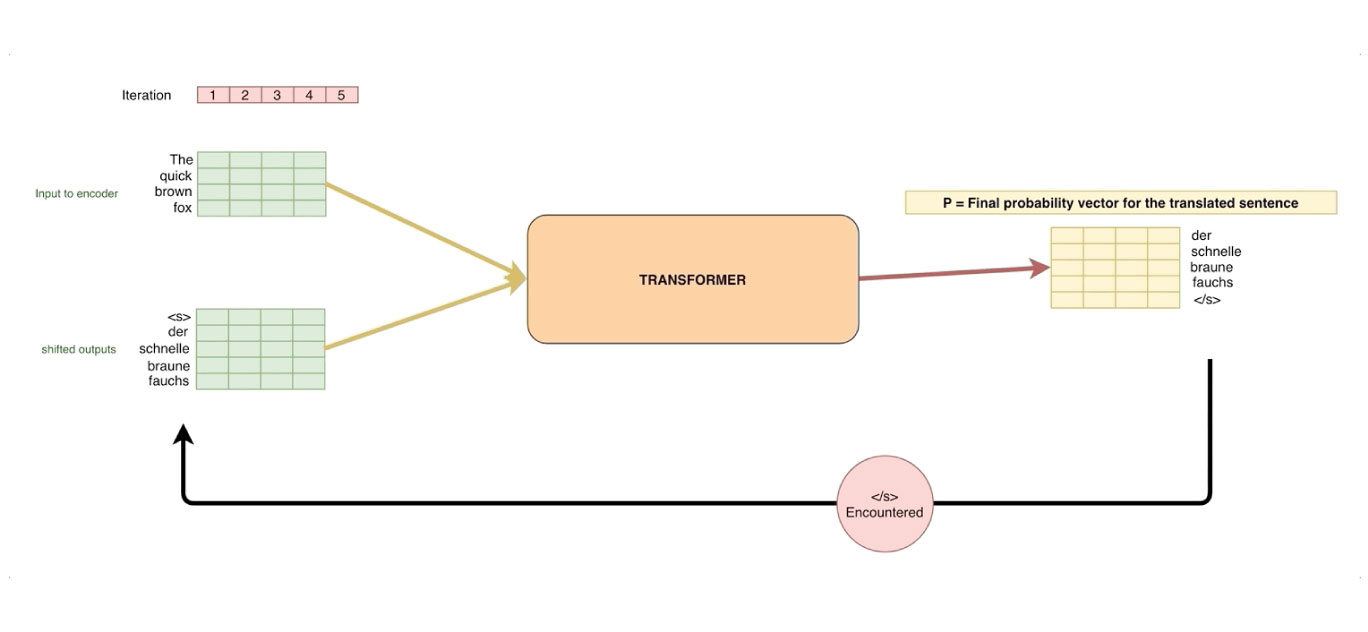 Iteration 1 2 3 4 5
The
quick
brown
fox
Input to encoder
P = Final probability vector for the translated sentence
der
schnelle
braune
fauchs
</s>
TRANSFORMER
<s>
der
schnelle
braune
fauchs
shifted outputs
</s>
Encountered